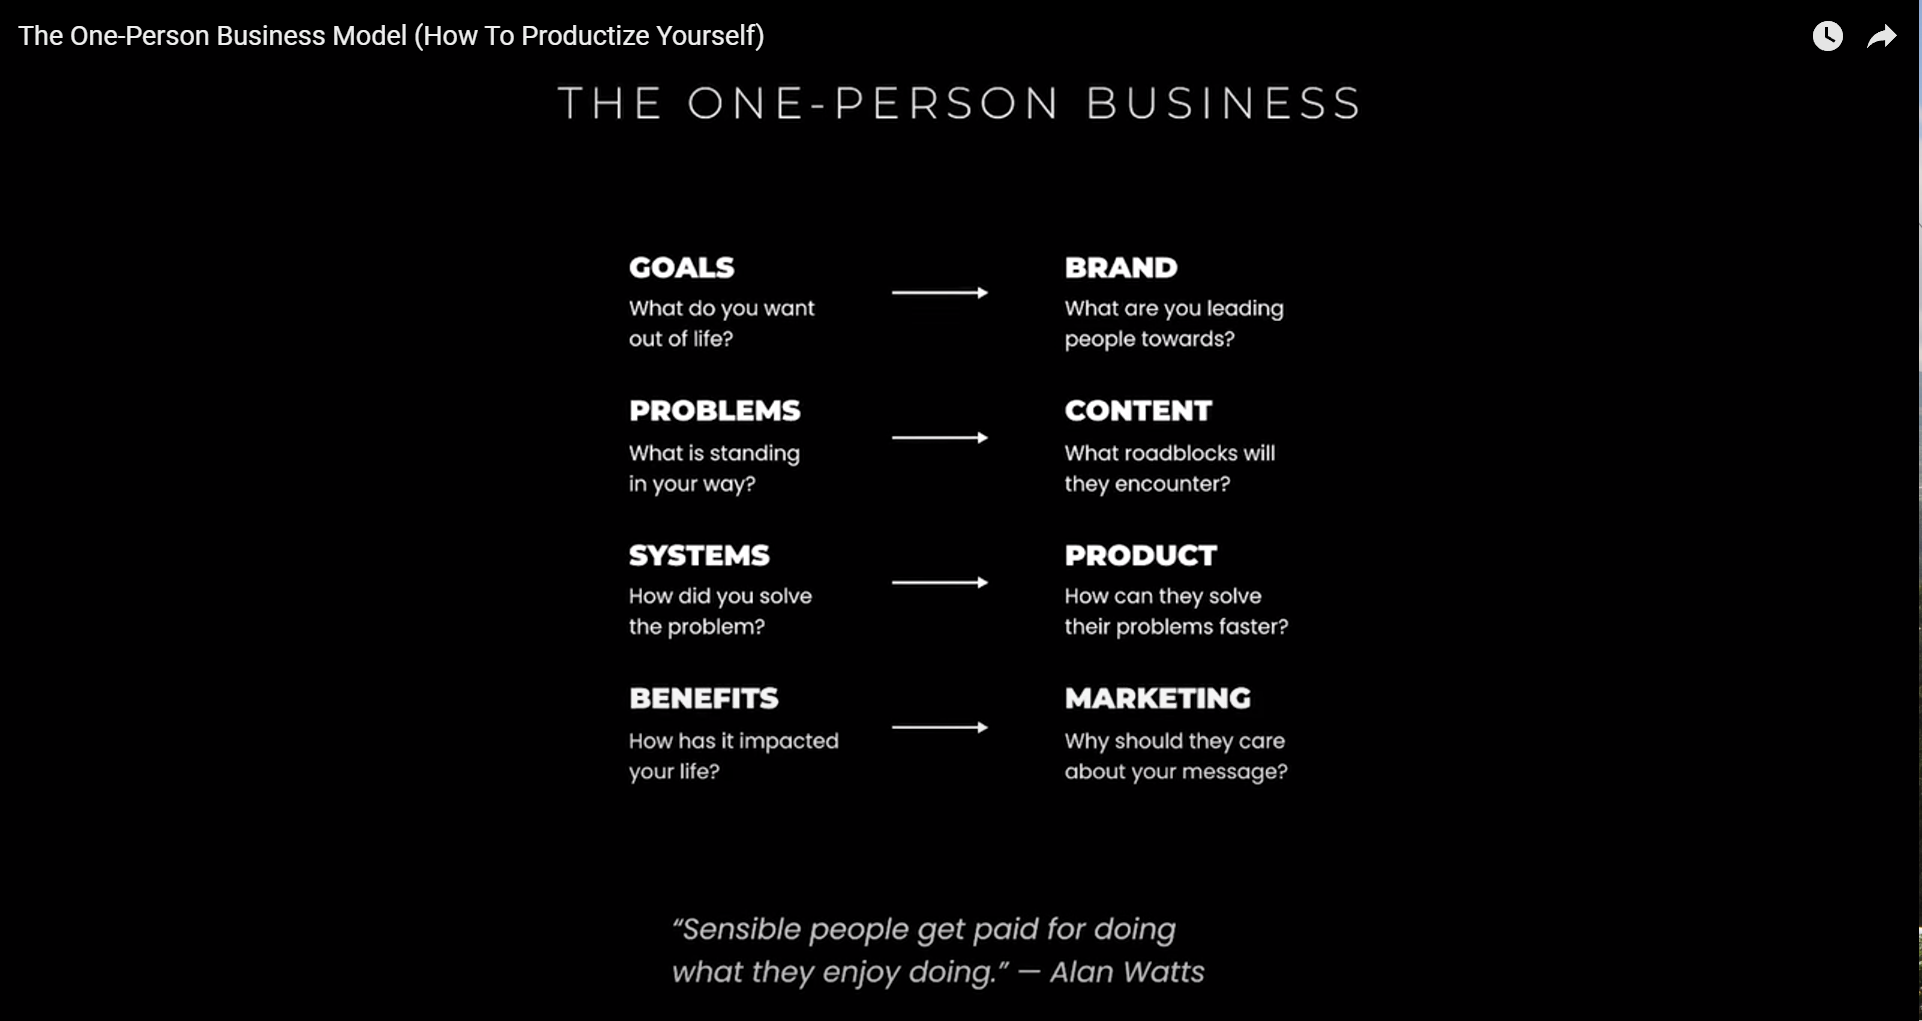 The One-Person Business Model (How To Productize Yourself)
THE ONE-PERSON BUSINESS
GOALS
What do you want
out of life?
BRAND
What are you leading
people towards?
PROBLEMS
What is standing
in your way?
CONTENT
What roadblocks will
they encounter?
SYSTEMS
How did you solve
the problem?
PRODUCT
How can they solve
their problems faster?
BENEFITS
How has it impacted
your life?
MARKETING
Why should they care
about your message?
“Sensible people get paid for doing
what they enjoy doing.” — Alan Watts